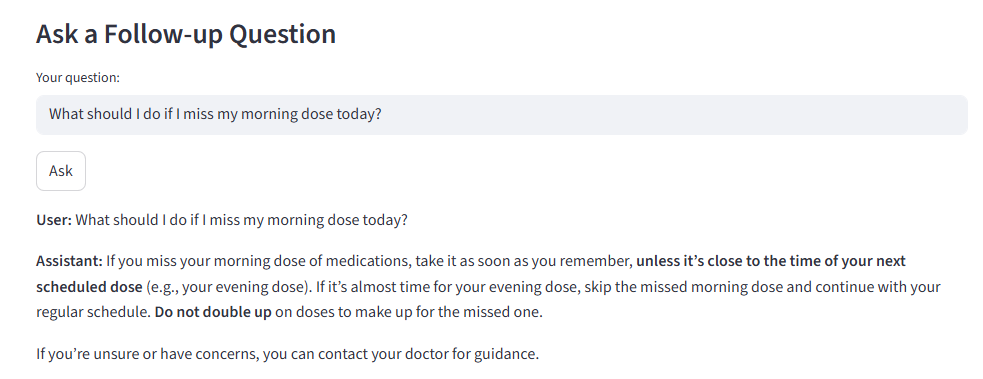 Ask a Follow-up Question
Your question:
What should I do if I miss my morning dose today?
Ask
User: What should I do if I miss my morning dose today?
Assistant: If you miss your morning dose of medications, take it as soon as you remember, unless it’s close to the time of your next
scheduled dose (e.g., your evening dose). If it’s almost time for your evening dose, skip the missed morning dose and continue with your
regular schedule. Do not double up on doses to make up for the missed one.
If you’re unsure or have concerns, you can contact your doctor for guidance.